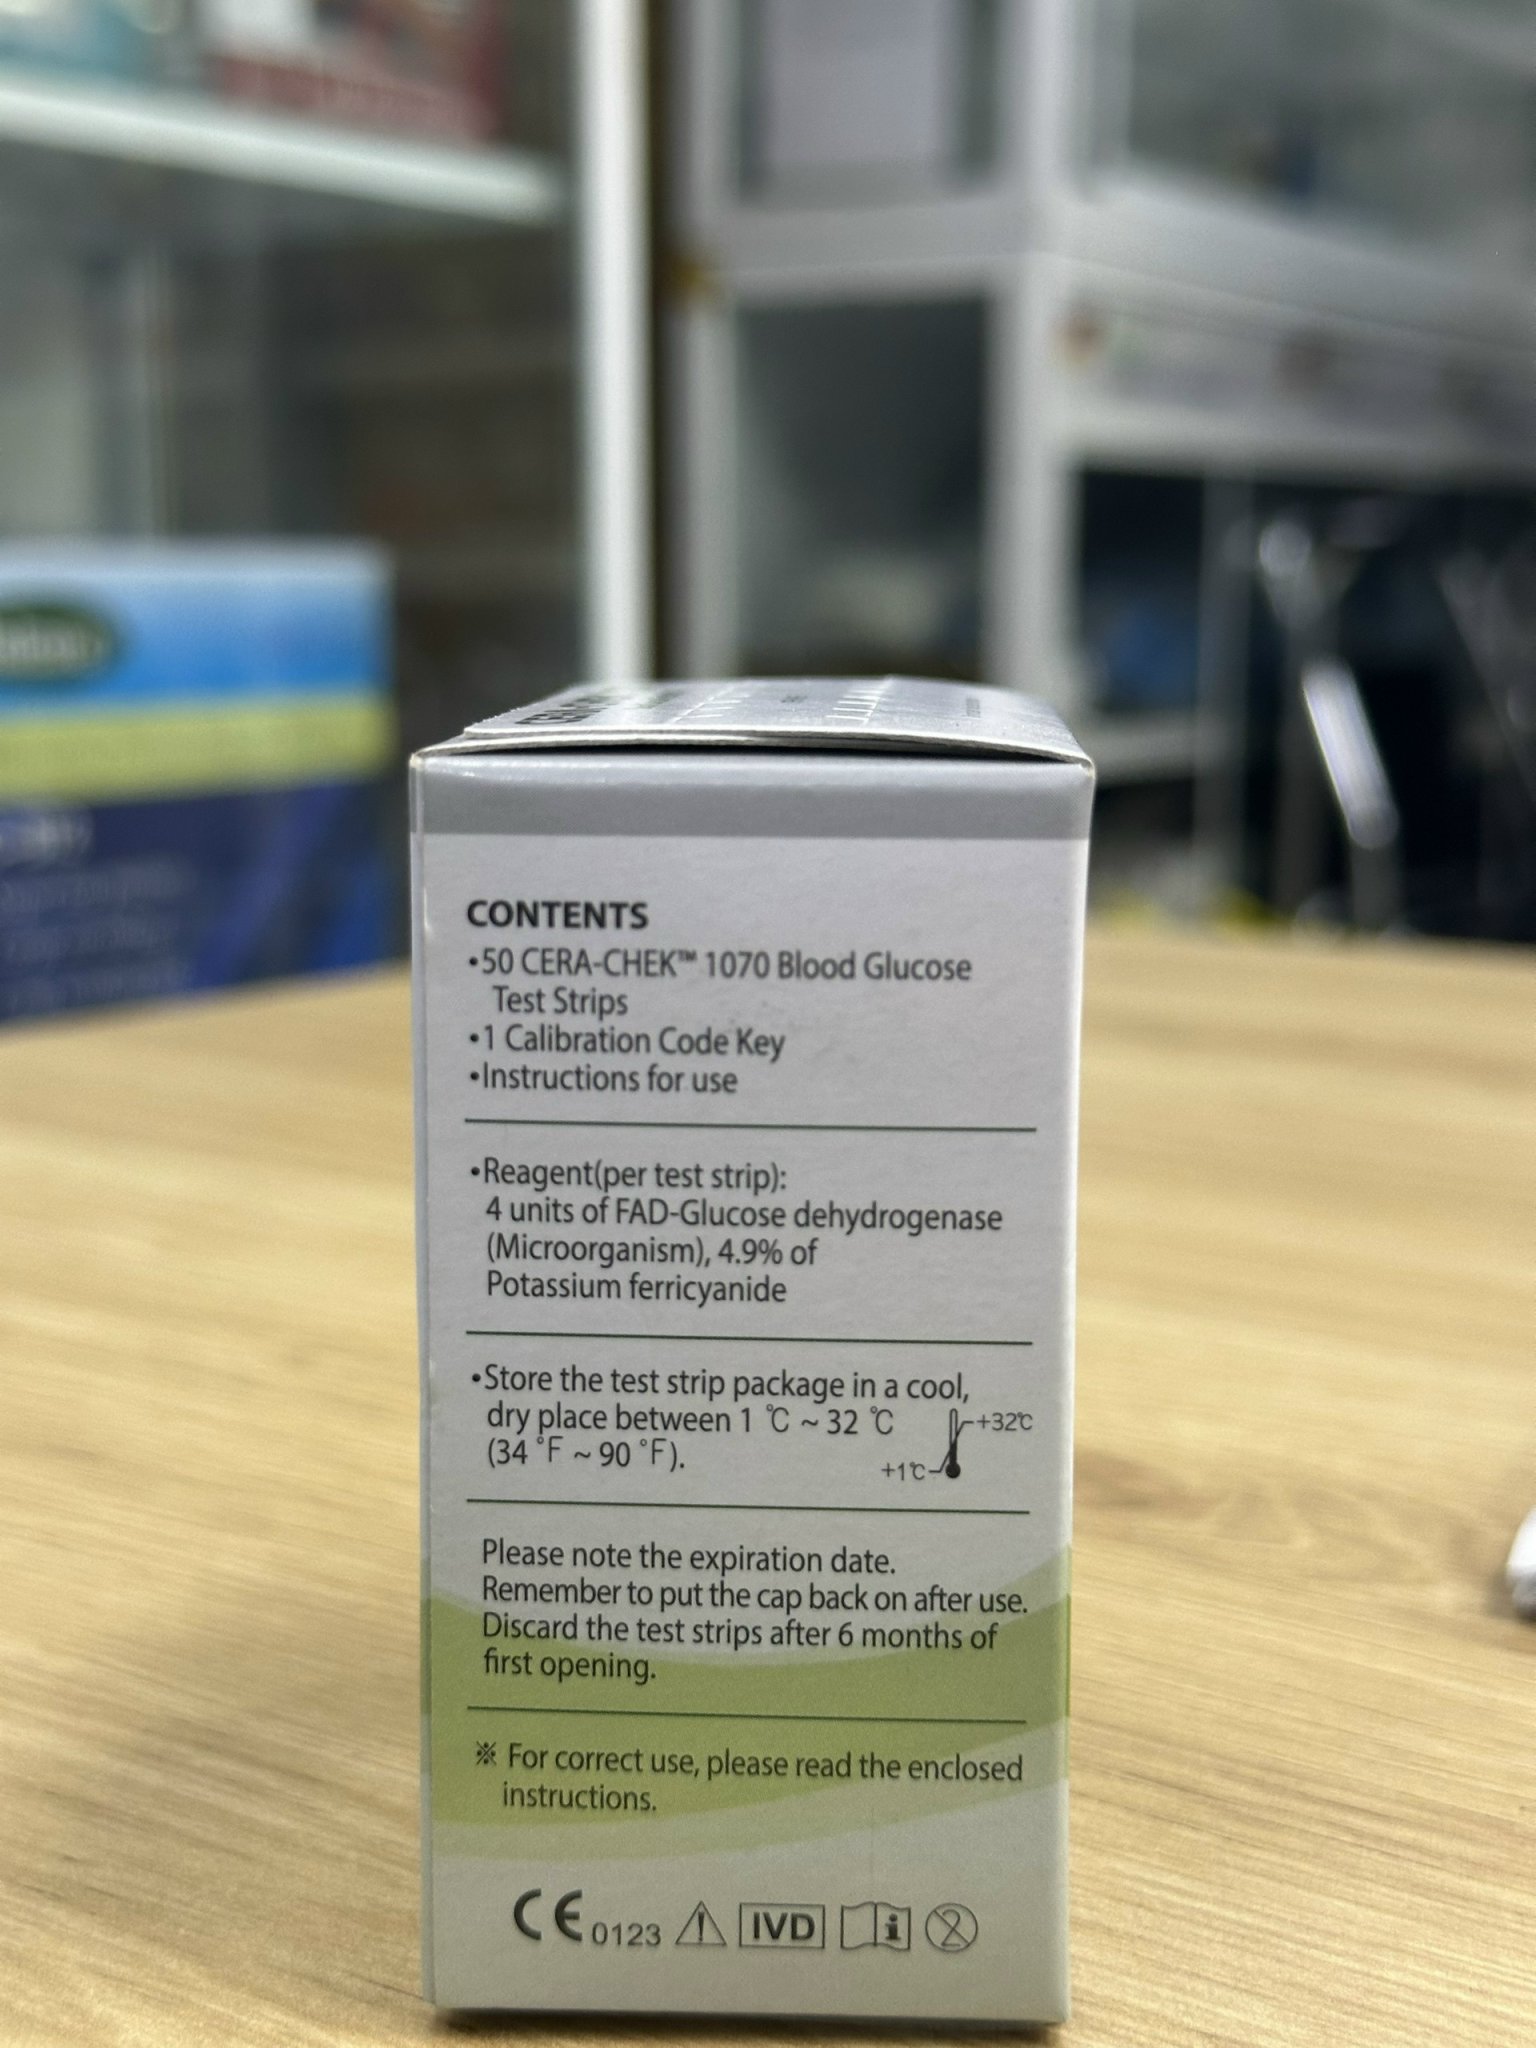 CONTENTS
•50 CERA-CHEK™ 1070 Blood Glucose
Test Strips
•1 Calibration Code Key
•Instructions for use
•Reagent(per test strip):
4 units of FAD-Glucose dehydrogenase
(Microorganism), 4.9% of
Potassium ferricyanide
•Store the test strip package in a cool,
dry place between 1 ℃ ~ 32 ℃
(34 ℉ ~ 90 ℉).
+32℃
+1℃
Please note the expiration date.
Remember to put the cap back on after use.
Discard the test strips after 6 months of
first opening.
※ For correct use, please read the enclosed
instructions.
CE 0123 IVD i 2